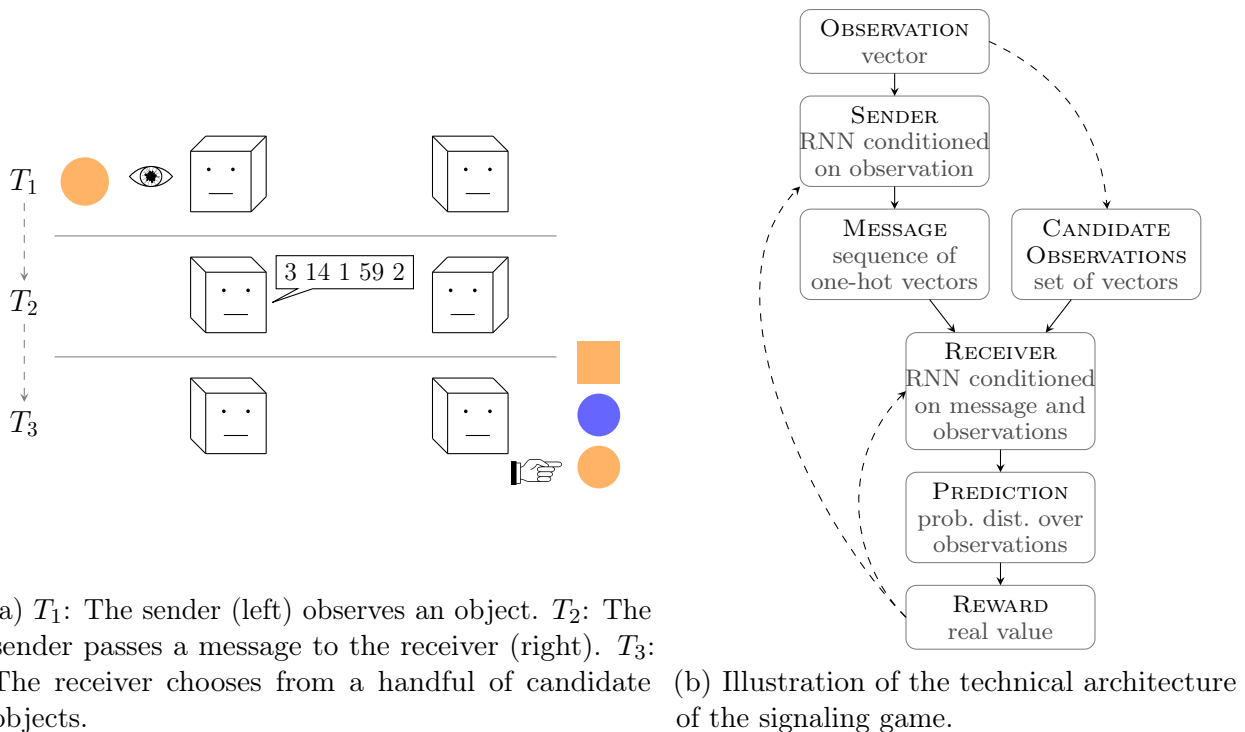 T₁
3 14 1 59 2
T₂
T₃
a) T₁: The sender (left) observes an object. T₂: The
sender passes a message to the receiver (right). T₃:
The receiver chooses from a handful of candidate
objects.
OBSERVATION
vector
SENDER
RNN conditioned
on observation
MESSAGE
sequence of
one-hot vectors
CANDIDATE
OBSERVATIONS
set of vectors
RECEIVER
RNN conditioned
on message and
observations
PREDICTION
prob. dist. over
observations
REWARD
real value
(b) Illustration of the technical architecture
of the signaling game.